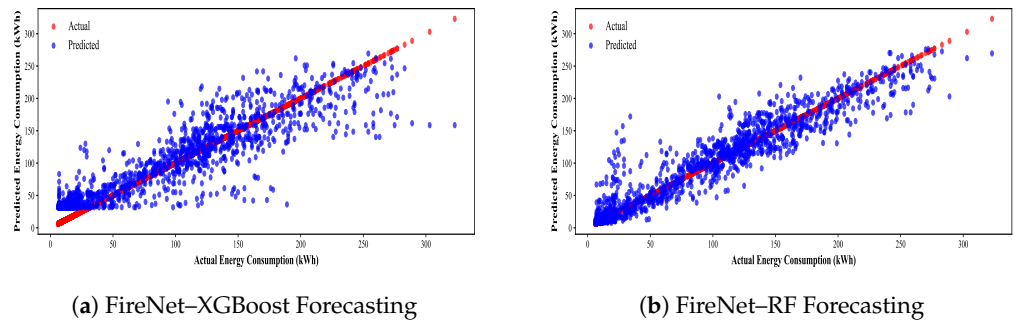 Actual
Predicted
Predicted Energy Consumption (kWh)
300
250
200
150
100
50
0
0 50 100 150 200 250 300
Actual Energy Consumption (kWh)
(a) FireNet–XGBoost Forecasting
Actual
Predicted
Predicted Energy Consumption (kWh)
300
250
200
150
100
50
0
0 50 100 150 200 250 300
Actual Energy Consumption (kWh)
(b) FireNet–RF Forecasting